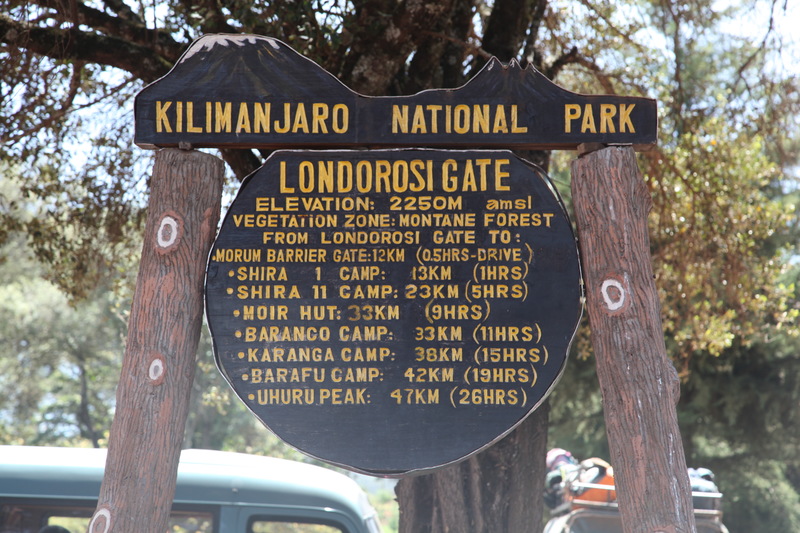 KILIMANJARO NATIONAL PARK
LONDOROSI GATE
ELEVATION: 2250M amsl
VEGETATION ZONE: MONTANE FOREST
FROM LONDOROSI GATE TO:
•MORUM BARRIER GATE: 12KM (0.5HRS-DRIVE)
•SHIRA 1 CAMP: 13KM (1HRS)
•SHIRA 11 CAMP: 23KM (5HRS)
•MOIR HUT: 33KM (9HRS)
•BARANCO CAMP: 33KM (11HRS)
•KARANGA CAMP: 38KM (15HRS)
•BARAFU CAMP: 42KM (19HRS)
•UHURU PEAK: 47KM (26HRS)